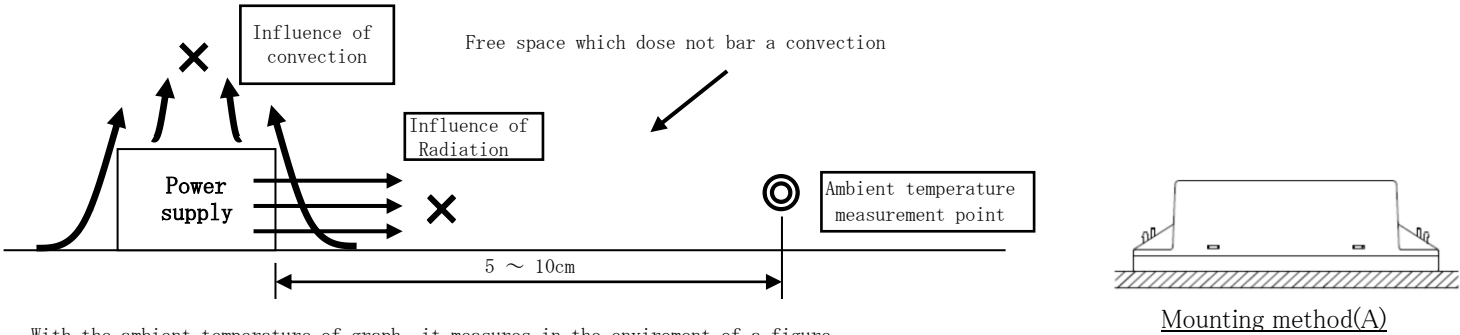 Influence of
convection
Free space which dose not bar a convection
Influence of
Radiation
Power
supply
Ambient temperature
measurement point
5 ～ 10cm
With the ambient temperature of graph, it measures in the enviroment of a figure
Mounting method(A)